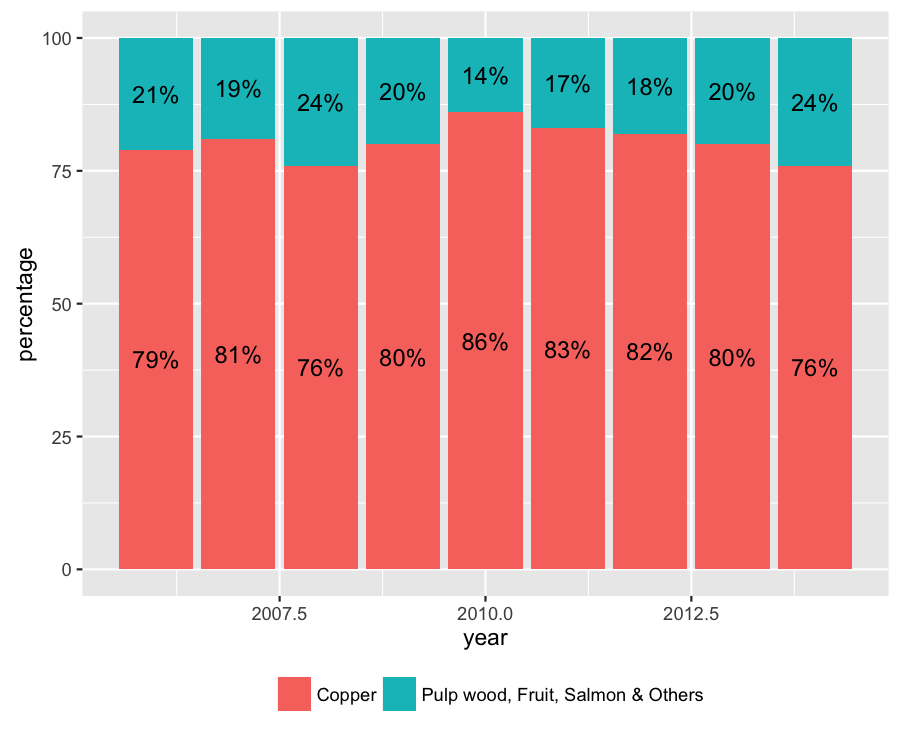 100
75
50
25
0
percentage
21% 19% 24% 20% 14% 17% 18% 20% 24%
79% 81% 76% 80% 86% 83% 82% 80% 76%
2007.5 2010.0 2012.5
year
Copper Pulp wood, Fruit, Salmon & Others